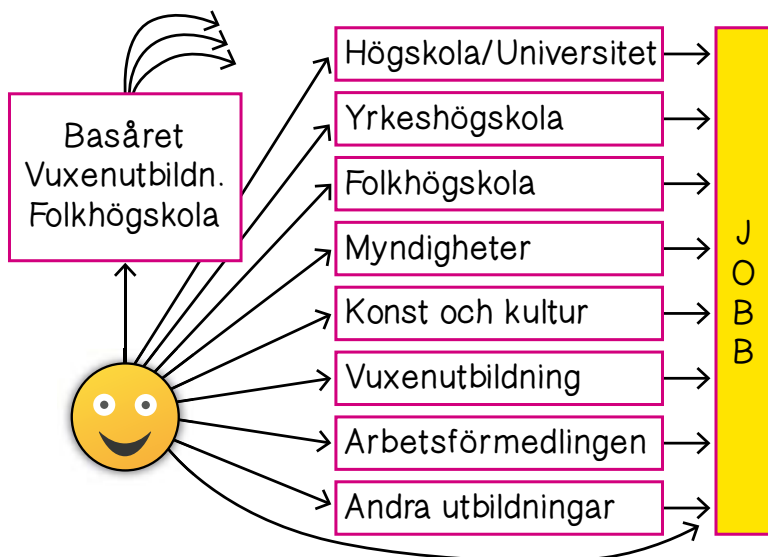 Basåret
Vuxenutbildn.
Folkhögskola
Högskola/Universitet
Yrkeshögskola
Folkhögskola
Myndigheter
Konst och kultur
Vuxenutbildning
Arbetsförmedlingen
Andra utbildningar
J
O
B
B